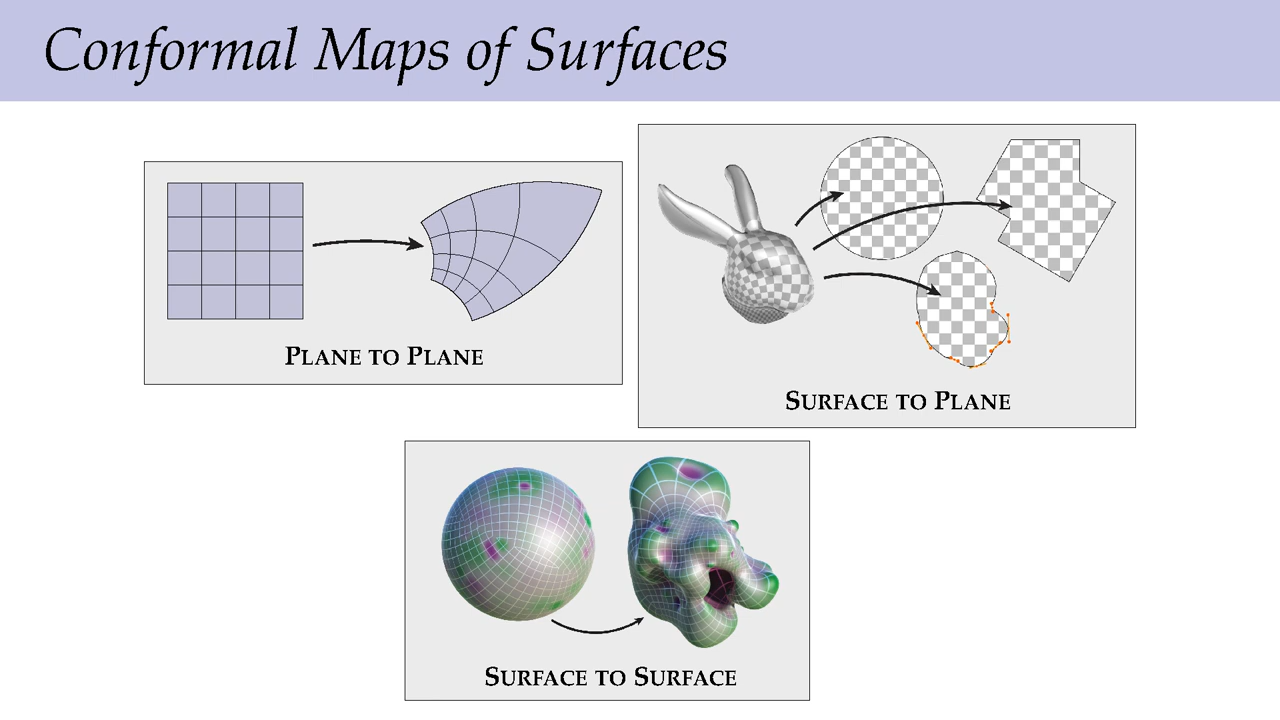 Conformal Maps of Surfaces
PLANE TO PLANE
SURFACE TO PLANE
SURFACE TO SURFACE